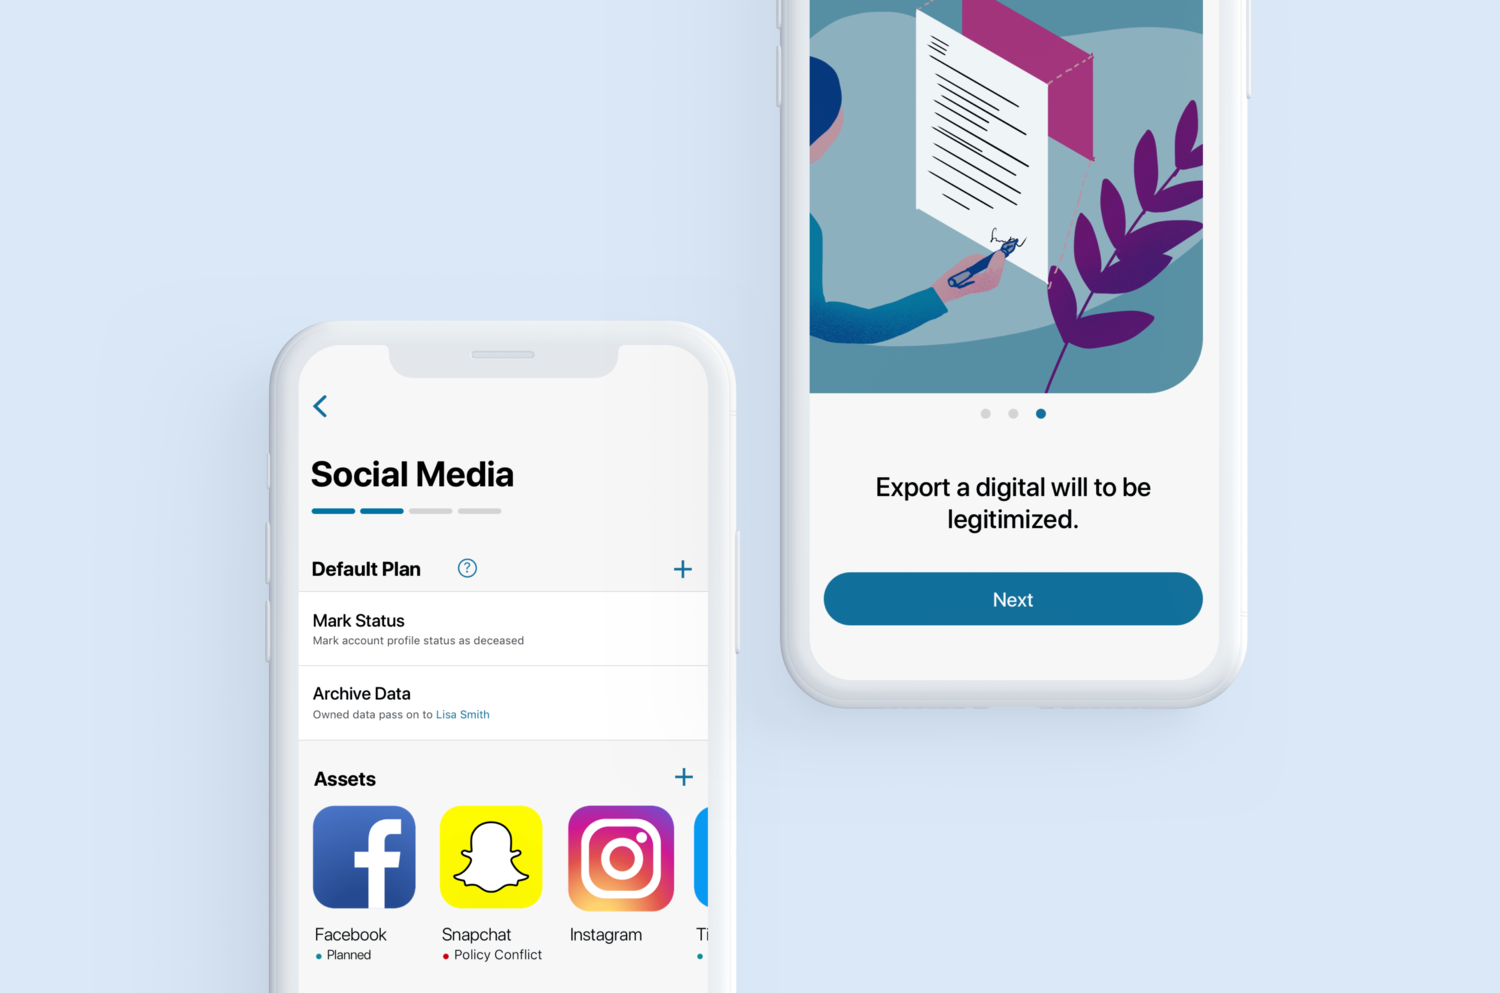 Social Media
Default Plan
Mark Status
Mark account profile status as deceased
Archive Data
Owned data pass on to Lisa Smith
Assets
Facebook
Planned
Snapchat
Policy Conflict
Instagram
Export a digital will to be
legitimized.
Next